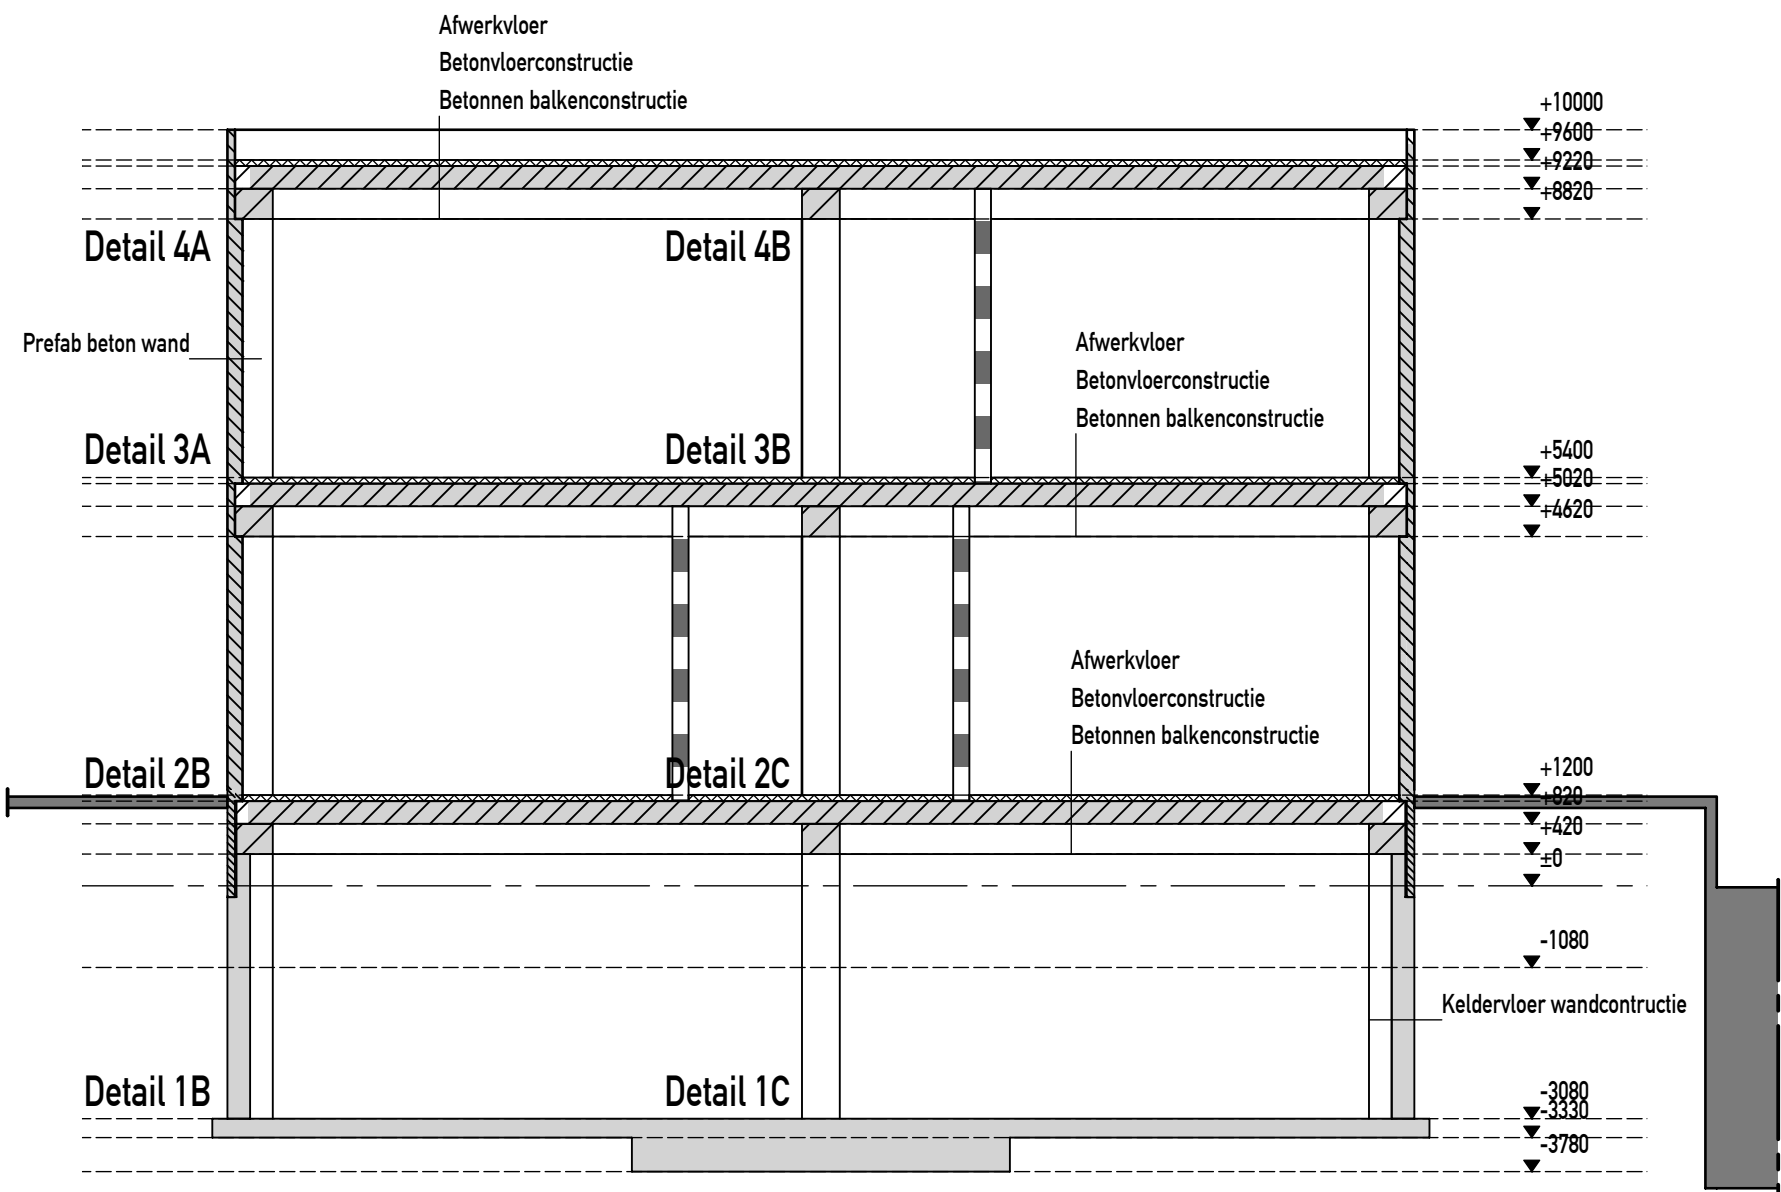 Afwerkvloer
Betonvloerconstructie
Betonnen balkenconstructie
+10000
+9600
+9220
+8820
Detail 4A
Detail 4B
Prefab beton wand
Afwerkvloer
Betonvloerconstructie
Betonnen balkenconstructie
Detail 3A
Detail 3B
+5400
+5020
+4620
Afwerkvloer
Betonvloerconstructie
Betonnen balkenconstructie
Detail 2B
Detail 2C
+1200
+820
+420
±0
-1080
Keldervloer wandcontructie
Detail 1B
Detail 1C
-3080
-3330
-3780